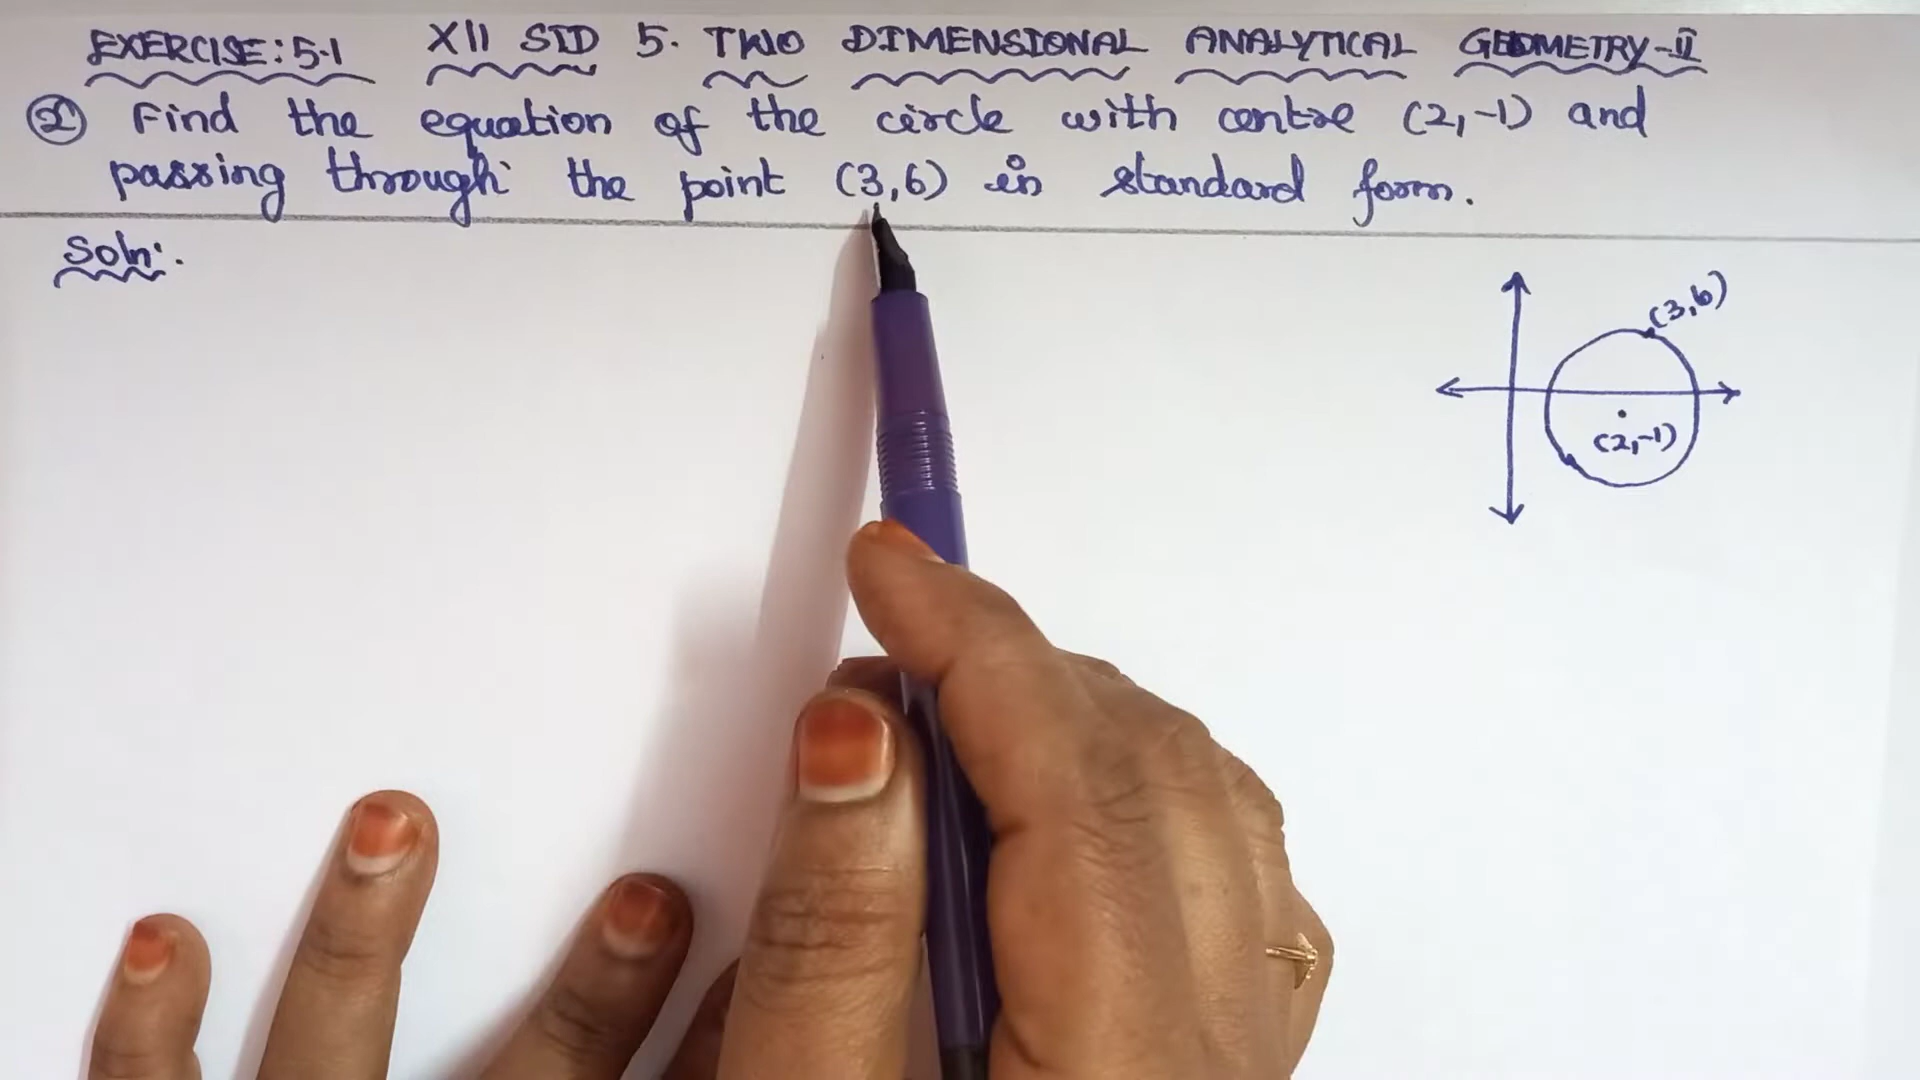 EXERCISE: 5.1 XII STD 5. TWO DIMENSIONAL ANALYTICAL GEOMETRY-II
② Find the equation of the circle with centre (2,-1) and
passing through the point (3,6) in standard form.
Soln:.
(3,6)
(2,-1)